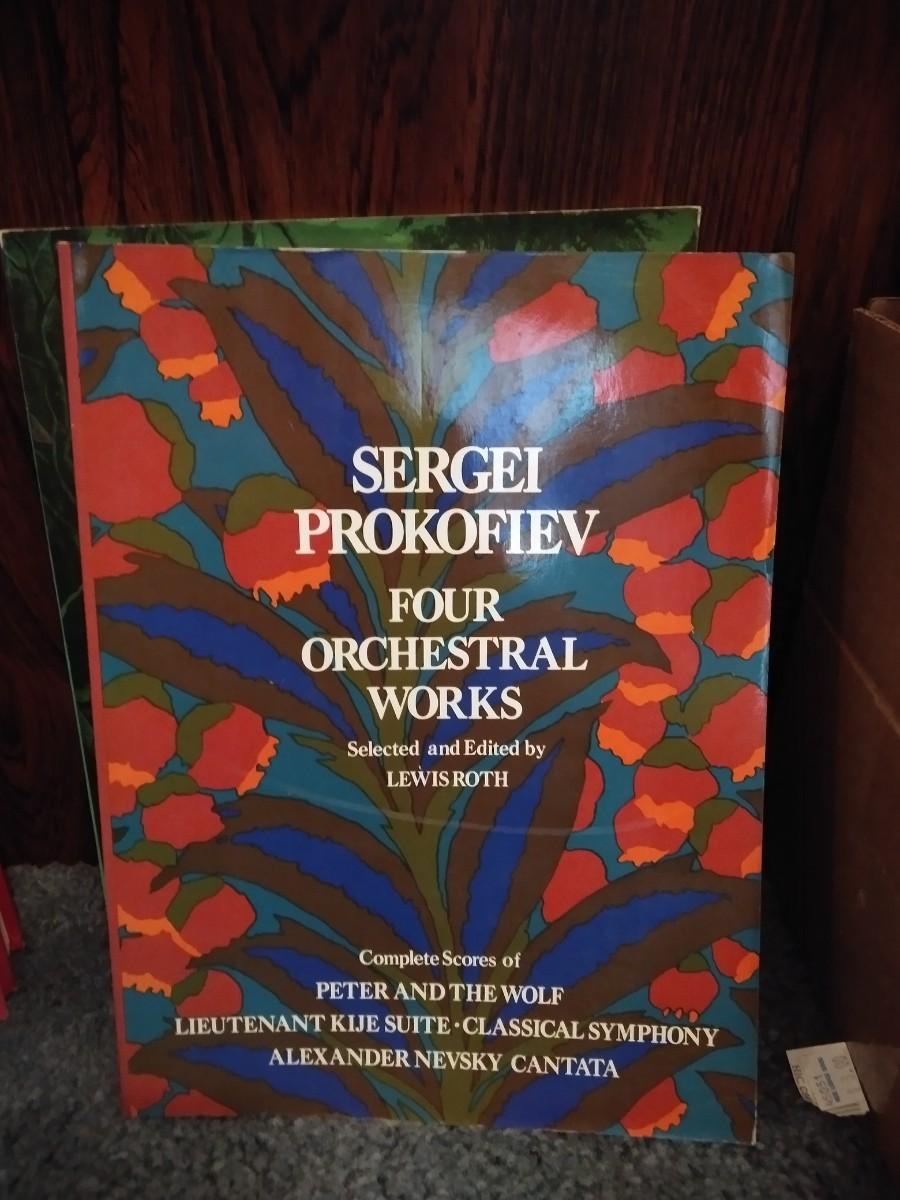 SERGEI
PROKOFIEV
FOUR
ORCHESTRAL
WORKS
Selected and Edited by
LEWIS ROTH
Complete Scores of
PETER AND THE WOLF
LIEUTENANT KIJE SUITE · CLASSICAL SYMPHONY
ALEXANDER NEVSKY CANTATA